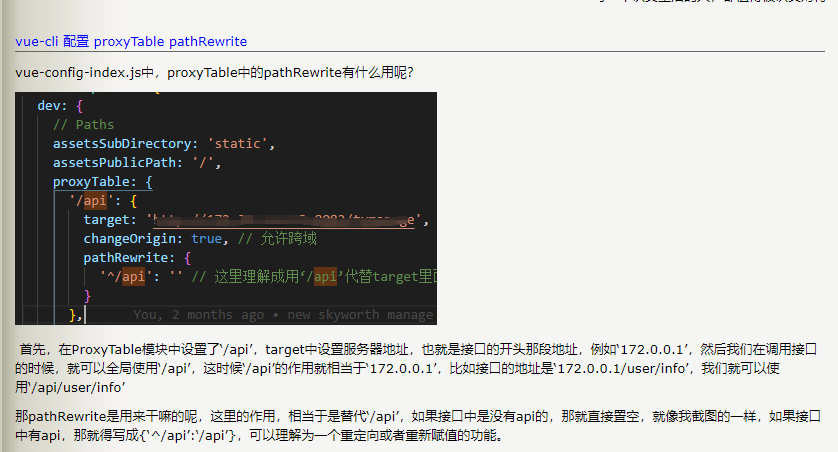 vue-cli 配置 proxyTable pathRewrite
vue-config-index.js中，proxyTable中的pathRewrite有什么用呢？
dev: {
// Paths
assetsSubDirectory: 'static',
assetsPublicPath: '/',
proxyTable: {
'/api': {
target: '
',
changeOrigin: true, // 允许跨域
pathRewrite: {
'^/api': '' // 这里理解成用‘/api’代替target里面
}
},
You, 2 months ago • new skyworth manage
首先，在ProxyTable模块中设置了‘/api’，target中设置服务器地址，也就是接口的开头那段地址，例如‘172.0.0.1’，然后我们在调用接口
的时候，就可以全局使用‘/api’，这时候‘/api’的作用就相当于‘172.0.0.1’，比如接口的地址是‘172.0.0.1/user/info’，我们就可以使
用‘/api/user/info’
那pathRewrite是用来干嘛的呢，这里的作用，相当于是替代‘/api’，如果接口中是没有api的，那就直接置空，就像我截图的一样，如果接口
中有api，那就得写成{‘^/api’:‘/api’}，可以理解为一个重定向或者重新赋值的功能。